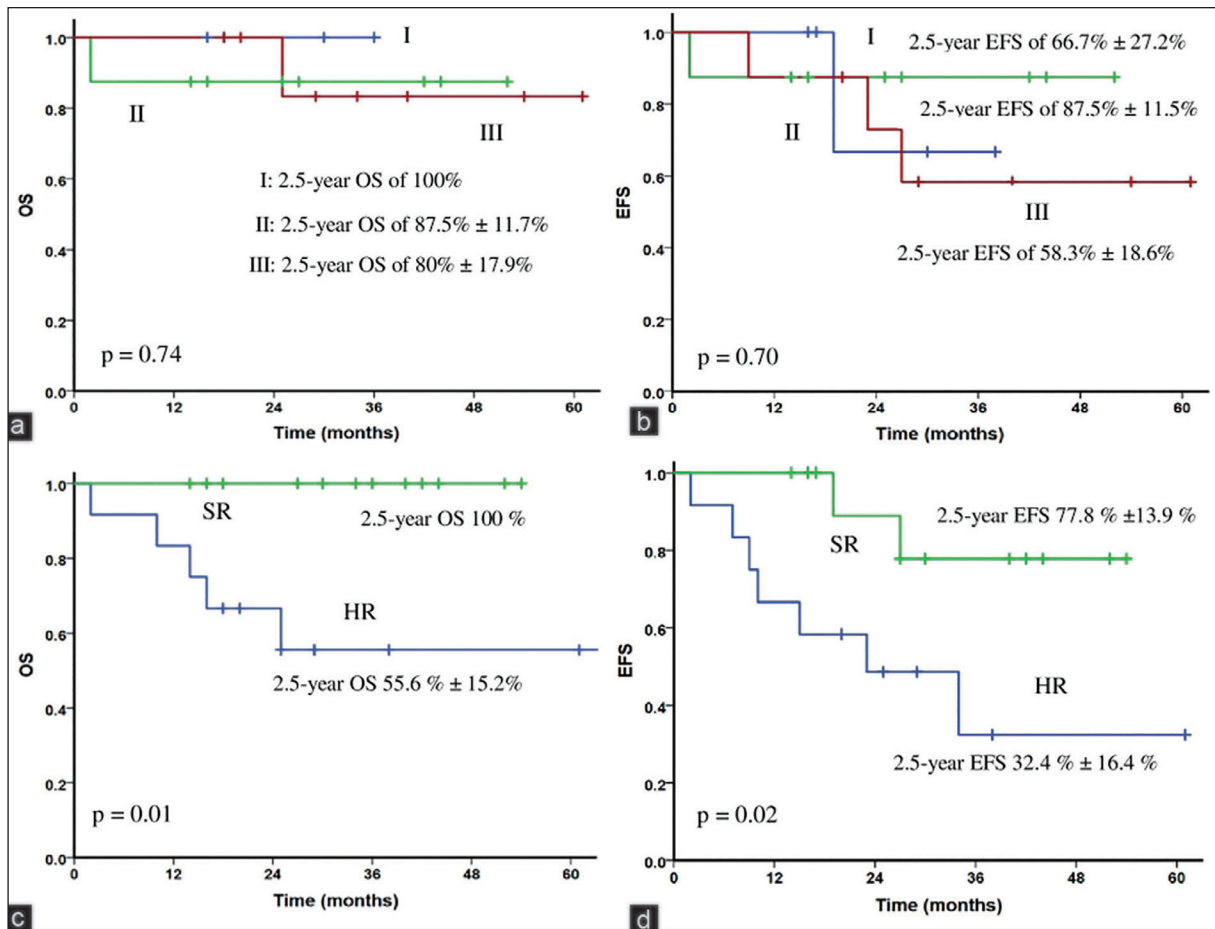 1.0
I
0.8
II
III
OS
0.6
I: 2.5-year OS of 100%
II: 2.5-year OS of 87.5% ± 11.7%
0.4
III: 2.5-year OS of 80% ± 17.9%
0.2
p = 0.74
0.0
0 12 24 36 48 60
a
Time (months)
1.0
I
2.5-year EFS of 66.7% ± 27.2%
0.8
2.5-year EFS of 87.5% ± 11.5%
II
EFS
0.6
III
0.4
2.5-year EFS of 58.3% ± 18.6%
0.2
p = 0.70
0.0
0 12 24 36 48 60
b
Time (months)
1.0
SR
2.5-year OS 100 %
0.8
HR
OS
0.6
2.5-year OS 55.6 % ± 15.2%
0.4
0.2
p = 0.01
0.0
0 12 24 36 48 60
c
Time (months)
1.0
2.5-year EFS 77.8 % ±13.9 %
SR
0.8
EFS
0.6
HR
0.4
2.5-year EFS 32.4 % ± 16.4 %
0.2
p = 0.02
0.0
0 12 24 36 48 60
d
Time (months)